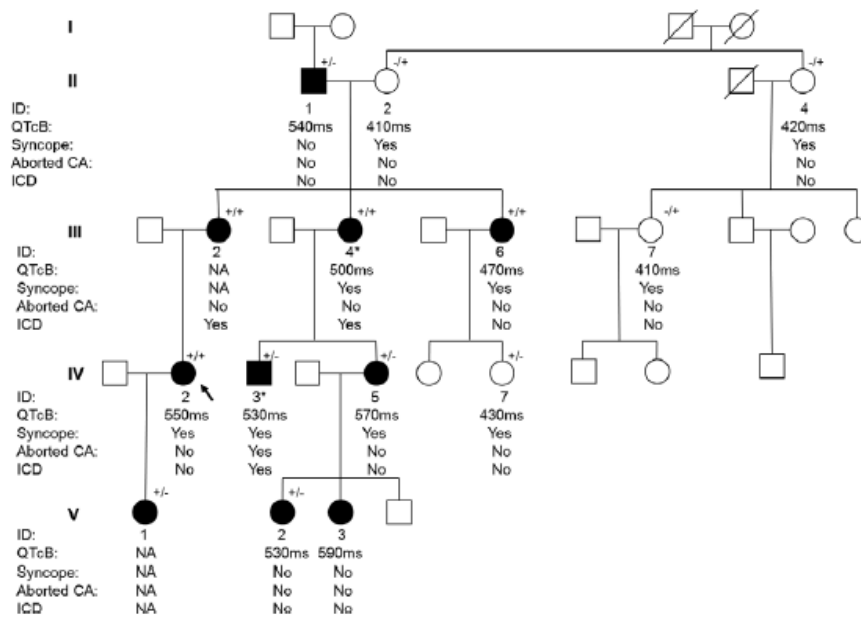 I
+/- -/+ -/+
II
ID: 1 2 4
QTcB: 540ms 410ms 420ms
Syncope: No Yes Yes
Aborted CA: No No No
ICD No No No
+/+ +/+ +/+ -/+
III
ID: 2 4* 6 7
QTcB: NA 500ms 470ms 410ms
Syncope: NA Yes Yes Yes
Aborted CA: No No No No
ICD Yes Yes No No
+/+ +/- +/- +/-
IV
ID: 2 3* 5 7
QTcB: 550ms 530ms 570ms 430ms
Syncope: Yes Yes Yes Yes
Aborted CA: No Yes No No
ICD No Yes No No
+/- +/-
V
ID: 1 2 3
QTcB: NA 530ms 590ms
Syncope: NA No No
Aborted CA: NA No No
ICD NA No No